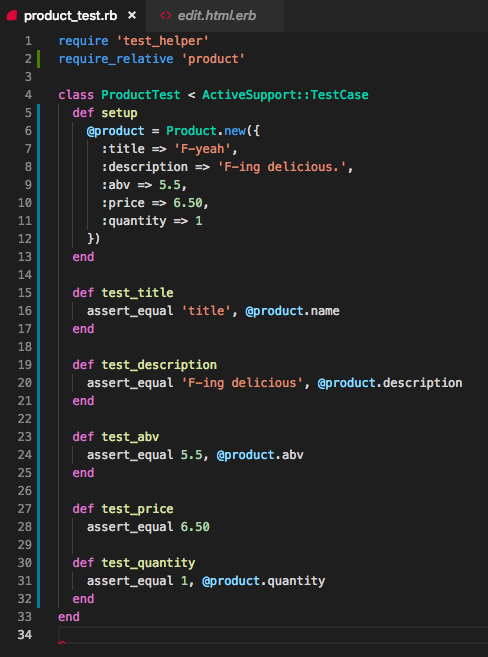 product_test.rb × <> edit.html.erb
1 require 'test_helper'
2 require_relative 'product'
3
4 class ProductTest < ActiveSupport::TestCase
5 def setup
6 @product = Product.new({
7 :title => 'F-yeah',
8 :description => 'F-ing delicious.',
9 :abv => 5.5,
10 :price => 6.50,
11 :quantity => 1
12 })
13 end
14
15 def test_title
16 assert_equal 'title', @product.name
17 end
18
19 def test_description
20 assert_equal 'F-ing delicious', @product.description
21 end
22
23 def test_abv
24 assert_equal 5.5, @product.abv
25 end
26
27 def test_price
28 assert_equal 6.50
29
30 def test_quantity
31 assert_equal 1, @product.quantity
32 end
33 end
34